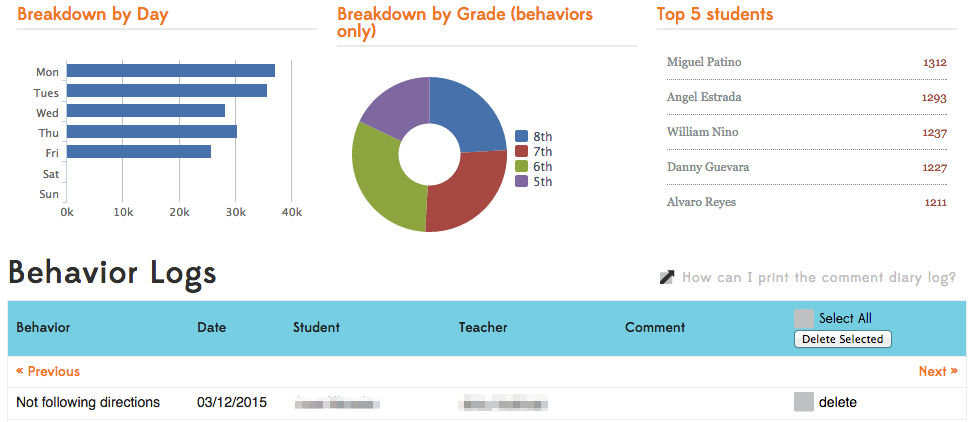 Breakdown by Day
Breakdown by Grade (behaviors only)
Top 5 students
Mon
Tues
Wed
Thu
Fri
Sat
Sun
0k 10k 20k 30k 40k
8th
7th
6th
5th
Miguel Patino 1312
Angel Estrada 1293
William Nino 1237
Danny Guevara 1227
Alvaro Reyes 1211
Behavior Logs
How can I print the comment diary log?
Behavior Date Student Teacher Comment Select All
Delete Selected
« Previous Next »
Not following directions 03/12/2015 delete